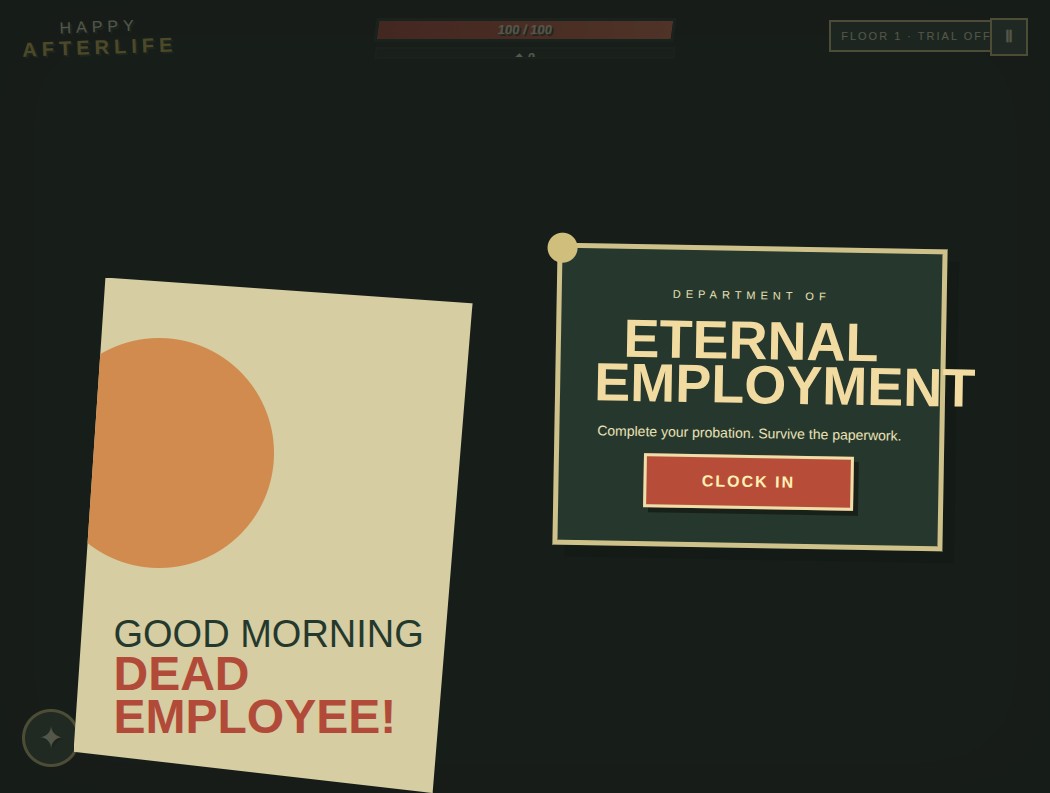 HAPPY
AFTERLIFE
100 / 100
FLOOR 1 · TRIAL OFF
DEPARTMENT OF
ETERNAL
EMPLOYMENT
Complete your probation. Survive the paperwork.
CLOCK IN
GOOD MORNING
DEAD
EMPLOYEE!